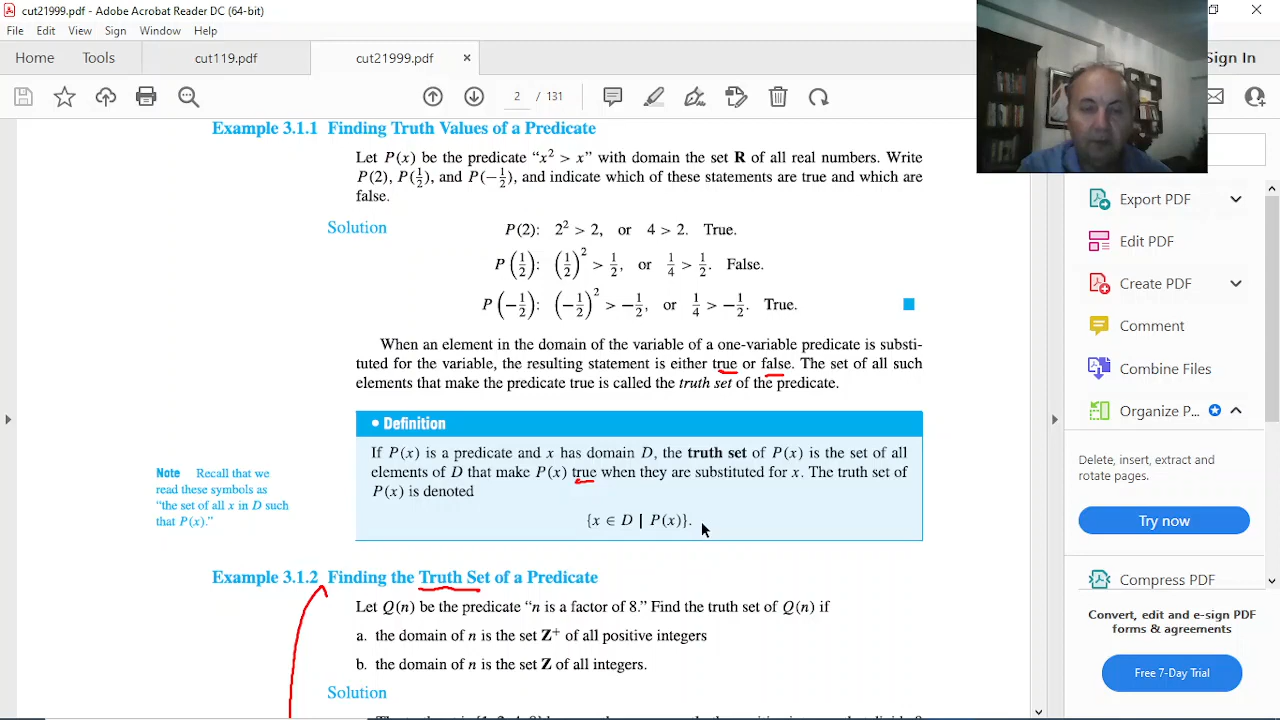 cut21999.pdf - Adobe Acrobat Reader DC (64-bit)
File Edit View Sign Window Help
Home Tools cut119.pdf cut21999.pdf × Sign In
2 / 131
Example 3.1.1 Finding Truth Values of a Predicate
Let P(x) be the predicate “x² > x” with domain the set R of all real numbers. Write
P(2), P(½), and P(−½), and indicate which of these statements are true and which are
false.
Solution P(2): 2² > 2, or 4 > 2. True.
P(1/2): (1/2)² > 1/2, or 1/4 > 1/2. False.
P(−1/2): (−1/2)² > −1/2, or 1/4 > −1/2. True.
When an element in the domain of the variable of a one-variable predicate is substi-
tuted for the variable, the resulting statement is either true or false. The set of all such
elements that make the predicate true is called the truth set of the predicate.
• Definition
If P(x) is a predicate and x has domain D, the truth set of P(x) is the set of all
elements of D that make P(x) true when they are substituted for x. The truth set of
P(x) is denoted
{x ∈ D | P(x)}.
Note Recall that we
read these symbols as
“the set of all x in D such
that P(x).”
Example 3.1.2 Finding the Truth Set of a Predicate
Let Q(n) be the predicate “n is a factor of 8.” Find the truth set of Q(n) if
a. the domain of n is the set Z⁺ of all positive integers
b. the domain of n is the set Z of all integers.
Solution
Export PDF
Edit PDF
Create PDF
Comment
Combine Files
Organize P...
Delete, insert, extract and
rotate pages.
Try now
Compress PDF
Convert, edit and e-sign PDF
forms & agreements
Free 7-Day Trial